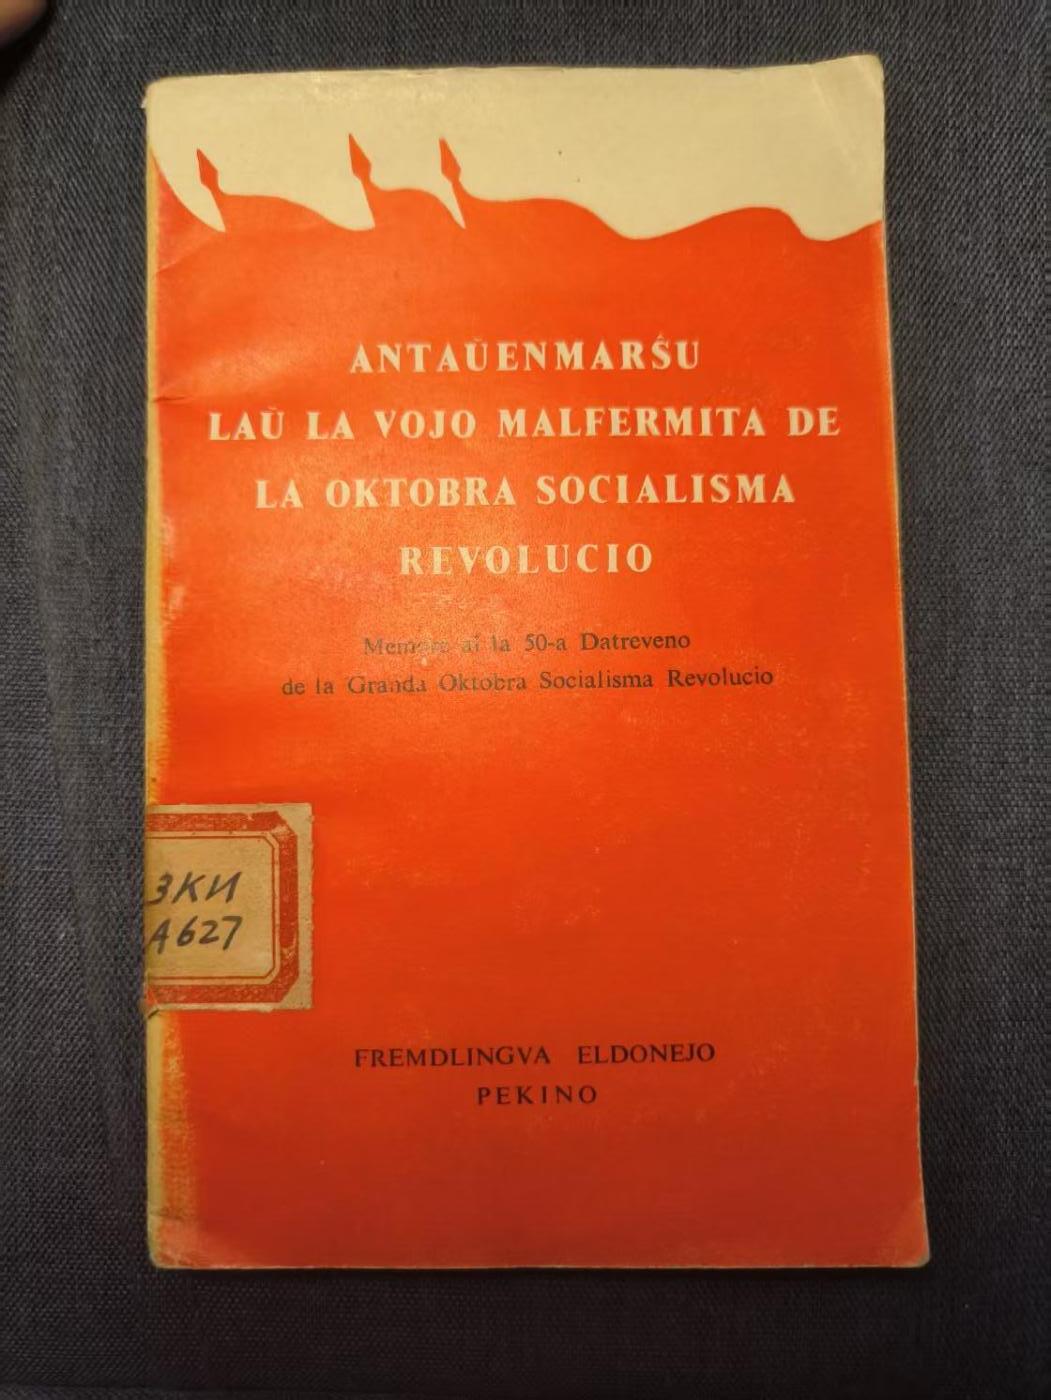 ANTAŬENMARŜU
LAŬ LA VOJO MALFERMITA DE
LA OKTOBRA SOCIALISMA
REVOLUCIO
Memore al la 50-a Datreveno
de la Granda Oktobra Socialisma Revolucio
ЗКИ
А627
FREMDLINGVA ELDONEJO
PEKINO